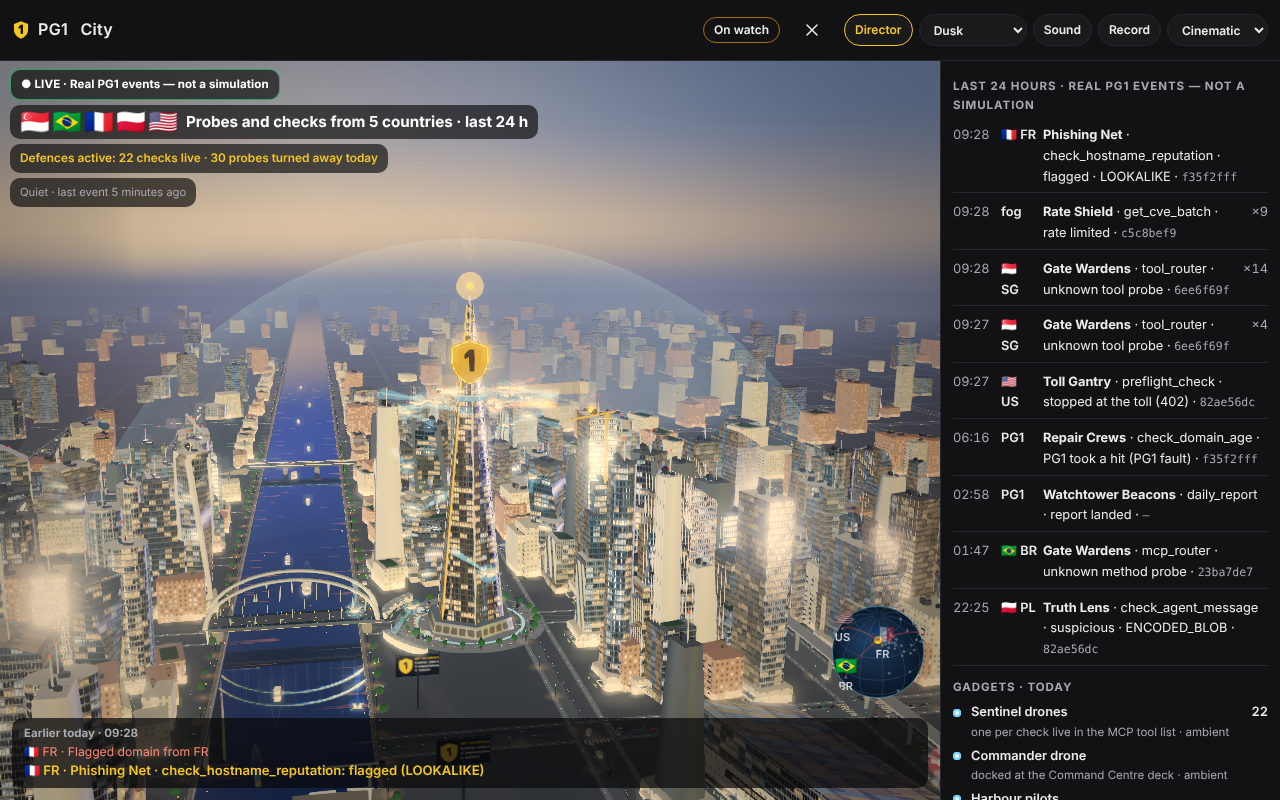 1 PG1 City
On watch
Director
Dusk
Sound
Record
Cinematic
LIVE · Real PG1 events — not a simulation
Probes and checks from 5 countries · last 24 h
Defences active: 22 checks live · 30 probes turned away today
Quiet · last event 5 minutes ago
1
1
1
US
FR
BR
Earlier today · 09:28
FR · Flagged domain from FR
FR · Phishing Net · check_hostname_reputation: flagged (LOOKALIKE)
LAST 24 HOURS · REAL PG1 EVENTS — NOT A
SIMULATION
09:28 FR Phishing Net ·
check_hostname_reputation ·
flagged · LOOKALIKE · f35f2fff
09:28 fog Rate Shield · get_cve_batch · ×9
rate limited · c5c8bef9
09:28 Gate Wardens · tool_router · ×14
SG unknown tool probe · 6ee6f69f
09:27 Gate Wardens · tool_router · ×4
SG unknown tool probe · 6ee6f69f
09:27 Toll Gantry · preflight_check ·
US stopped at the toll (402) · 82ae56dc
06:16 PG1 Repair Crews · check_domain_age ·
PG1 took a hit (PG1 fault) · f35f2fff
02:58 PG1 Watchtower Beacons · daily_report
· report landed · —
01:47 BR Gate Wardens · mcp_router ·
unknown method probe · 23ba7de7
22:25 PL Truth Lens · check_agent_message
· suspicious · ENCODED_BLOB ·
82ae56dc
GADGETS · TODAY
Sentinel drones 22
one per check live in the MCP tool list · ambient
Commander drone
docked at the Command Centre deck · ambient
Harbour pilots